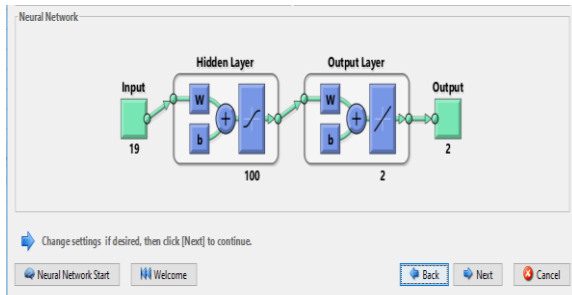 Neural Network
Hidden Layer
Output Layer
Input
Output
W
b
+
W
b
+
19
100
2
2
Change settings if desired, then click [Next] to continue.
Neural Network Start
Welcome
Back
Next
Cancel